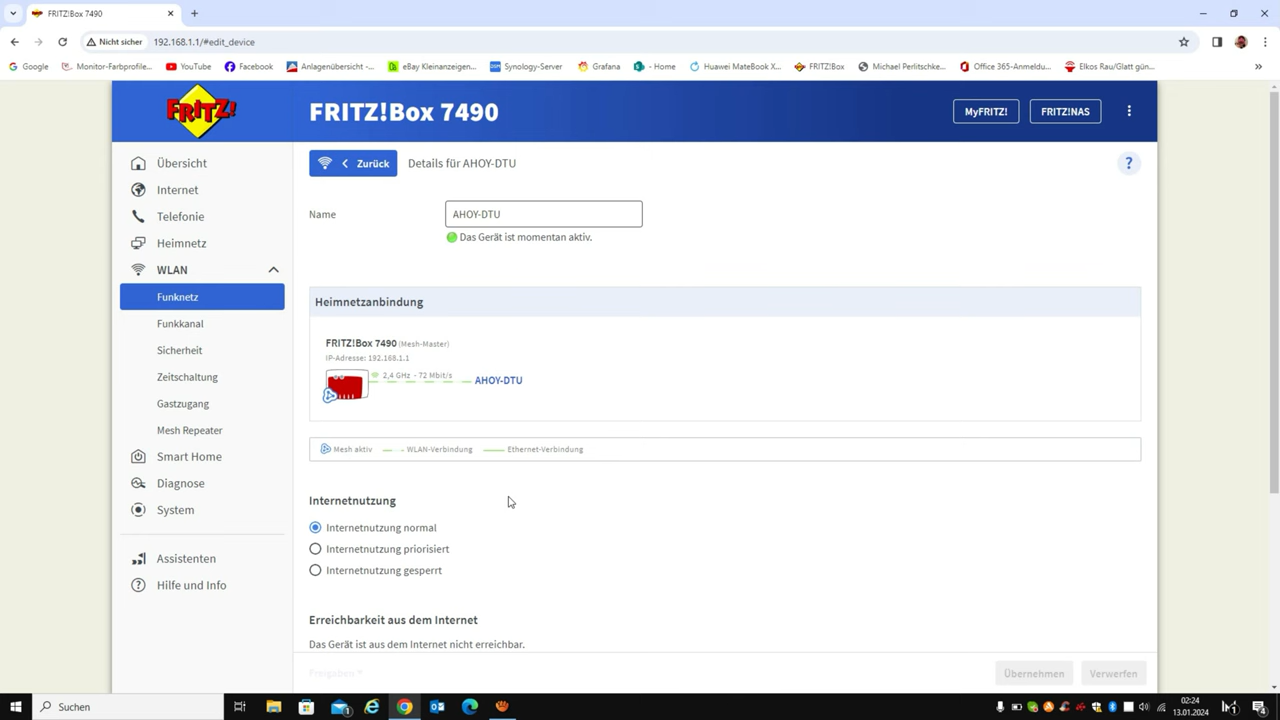 FRITZ!Box 7490
Nicht sicher
192.168.1.1/#edit_device
Google
Monitor-Farbprofile...
YouTube
Facebook
Anlagenübersicht -...
eBay Kleinanzeigen...
Synology-Server
Grafana
- Home
Huawei MateBook X...
FRITZ!Box
Michael Perlitschke...
Office 365-Anmeldu...
Elkos Rau/Glatt gün...
»
FRITZ!
FRITZ!Box 7490
MyFRITZ!
FRITZ!NAS
Übersicht
Internet
Telefonie
Heimnetz
WLAN
Funknetz
Funkkanal
Sicherheit
Zeitschaltung
Gastzugang
Mesh Repeater
Smart Home
Diagnose
System
Assistenten
Hilfe und Info
Zurück
Details für AHOY-DTU
?
Name
AHOY-DTU
Das Gerät ist momentan aktiv.
Heimnetzanbindung
FRITZ!Box 7490 (Mesh-Master)
IP-Adresse: 192.168.1.1
2,4 GHz - 72 Mbit/s
AHOY-DTU
Mesh aktiv
WLAN-Verbindung
Ethernet-Verbindung
Internetnutzung
Internetnutzung normal
Internetnutzung priorisiert
Internetnutzung gesperrt
Erreichbarkeit aus dem Internet
Das Gerät ist aus dem Internet nicht erreichbar.
Freigaben
Übernehmen
Verwerfen
Suchen
02:24
13.01.2024